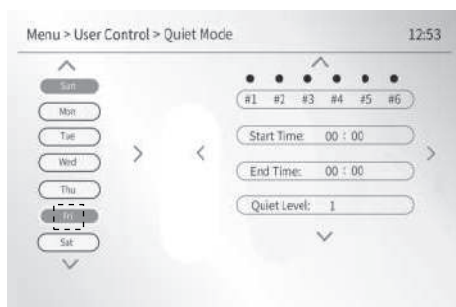 Menu > User Control > Quiet Mode 12:53
Sun
Mon
Tue
Wed
Thu
Fri
Sat
#1 #2 #3 #4 #5 #6
Start Time: 00 : 00
End Time: 00 : 00
Quiet Level: 1